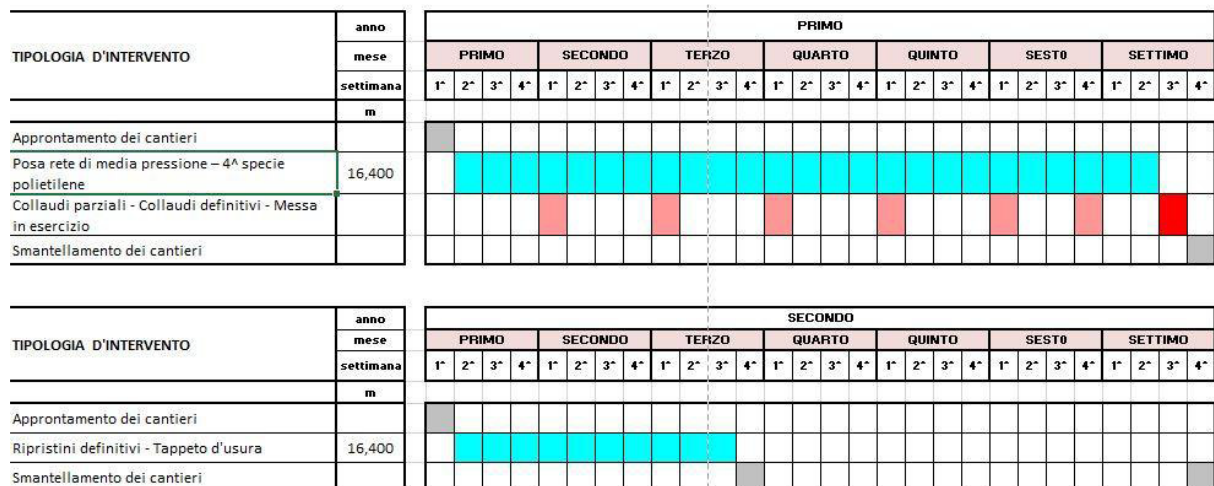 anno PRIMO
TIPOLOGIA D'INTERVENTO mese PRIMO SECONDO TERZO QUARTO QUINTO SEST0 SETTIMO
settimana 1^ 2^ 3^ 4^ 1^ 2^ 3^ 4^ 1^ 2^ 3^ 4^ 1^ 2^ 3^ 4^ 1^ 2^ 3^ 4^ 1^ 2^ 3^ 4^ 1^ 2^ 3^ 4^
m
Approntamento dei cantieri
Posa rete di media pressione – 4^ specie
polietilene
16,400
Collaudi parziali - Collaudi definitivi - Messa
in esercizio
Smantellamento dei cantieri
anno SECONDO
TIPOLOGIA D'INTERVENTO mese PRIMO SECONDO TERZO QUARTO QUINTO SEST0 SETTIMO
settimana 1^ 2^ 3^ 4^ 1^ 2^ 3^ 4^ 1^ 2^ 3^ 4^ 1^ 2^ 3^ 4^ 1^ 2^ 3^ 4^ 1^ 2^ 3^ 4^ 1^ 2^ 3^ 4^
m
Approntamento dei cantieri
Ripristini definitivi - Tappeto d'usura 16,400
Smantellamento dei cantieri